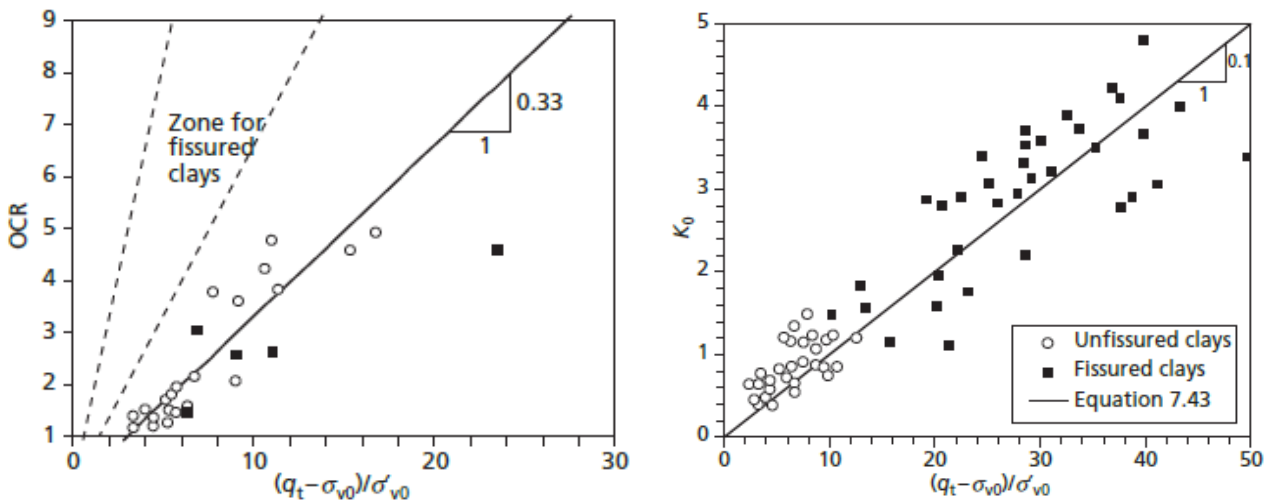 9
8
7
6
5
4
3
2
1
OCR
Zone for
fissured
clays
0.33
1
0 10 20 30
(qt−σv0)/σ′v0
5
4
3
2
1
0
K0
0.1
1
Unfissured clays
Fissured clays
Equation 7.43
0 10 20 30 40 50
(qt−σv0)/σ′v0